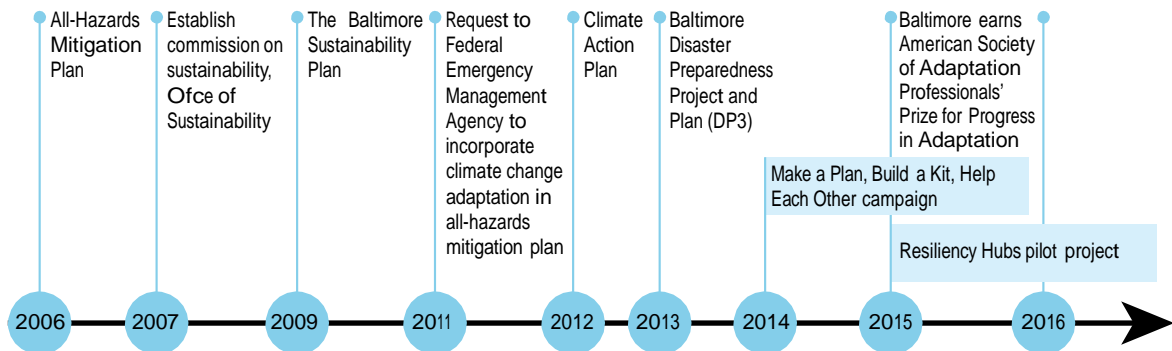 All-Hazards
Mitigation
Plan
Establish
commission on
sustainability,
Ofce of
Sustainability
The Baltimore
Sustainability
Plan
Request to
Federal
Emergency
Management
Agency to
incorporate
climate change
adaptation in
all-hazards
mitigation plan
Climate
Action
Plan
Baltimore
Disaster
Preparedness
Project and
Plan (DP3)
Baltimore earns
American Society
of Adaptation
Professionals’
Prize for Progress
in Adaptation
Make a Plan, Build a Kit, Help
Each Other campaign
Resiliency Hubs pilot project
2006 2007 2009 2011 2012 2013 2014 2015 2016